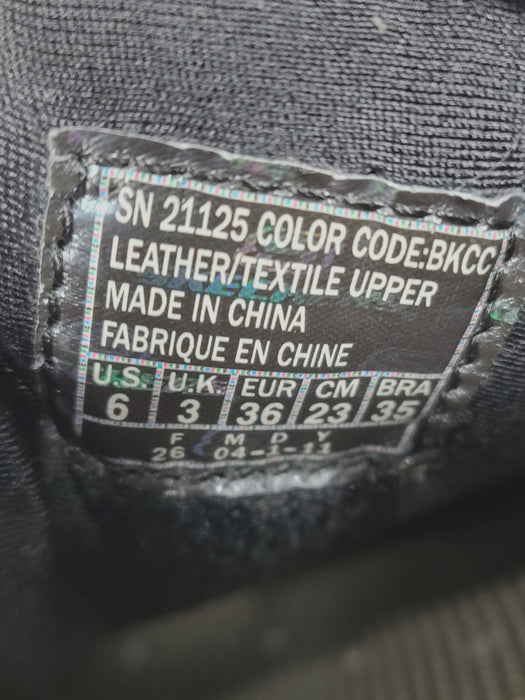 SN 21125 COLOR CODE:BKCC
LEATHER/TEXTILE UPPER
MADE IN CHINA
FABRIQUE EN CHINE
U.S. U.K. EUR CM BRA
6 3 36 23 35
F M D Y
26 04-1-11